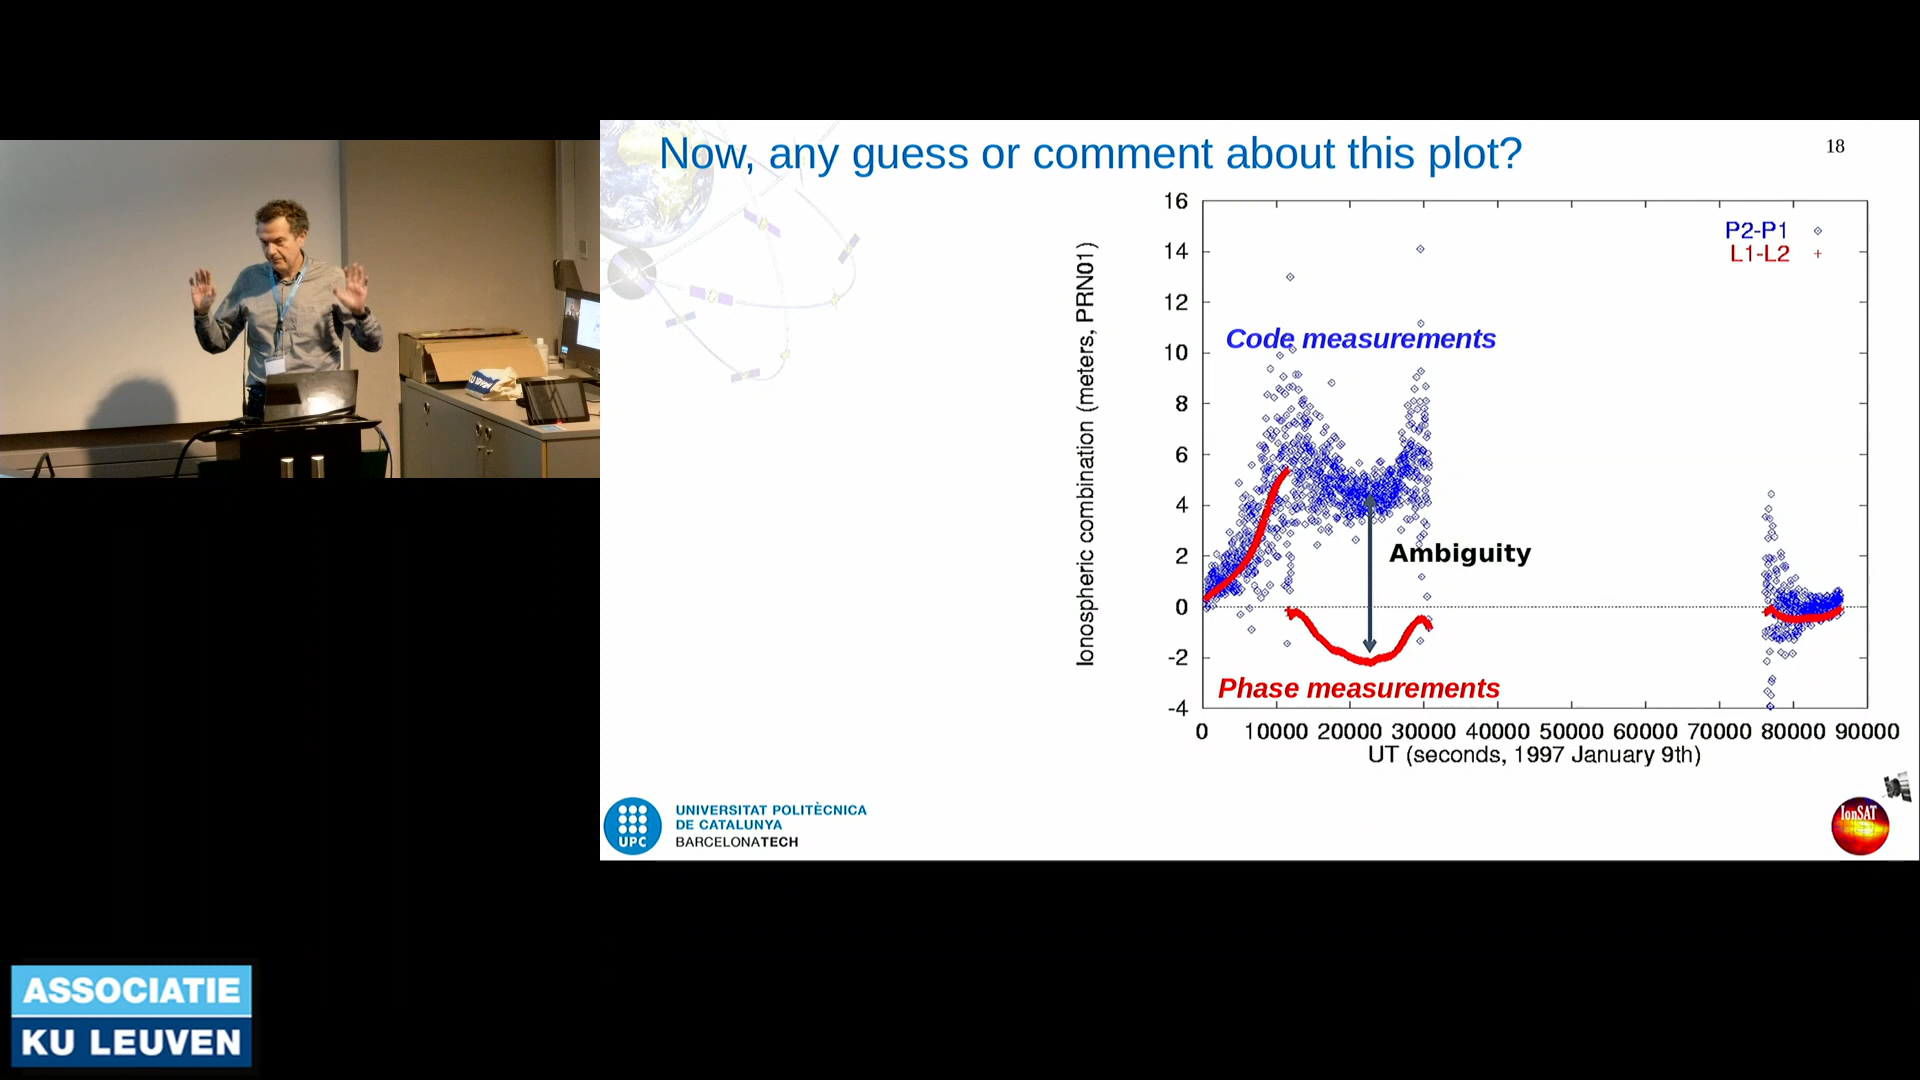 Now, any guess or comment about this plot?
18
Ionospheric combination (meters, PRN01)
16
14
12
10
8
6
4
2
0
-2
-4
P2-P1
L1-L2
Code measurements
Ambiguity
Phase measurements
0 10000 20000 30000 40000 50000 60000 70000 80000 90000
UT (seconds, 1997 January 9th)
UPC
UNIVERSITAT POLITÈCNICA
DE CATALUNYA
BARCELONATECH
IonSAT
ASSOCIATIE
KU LEUVEN